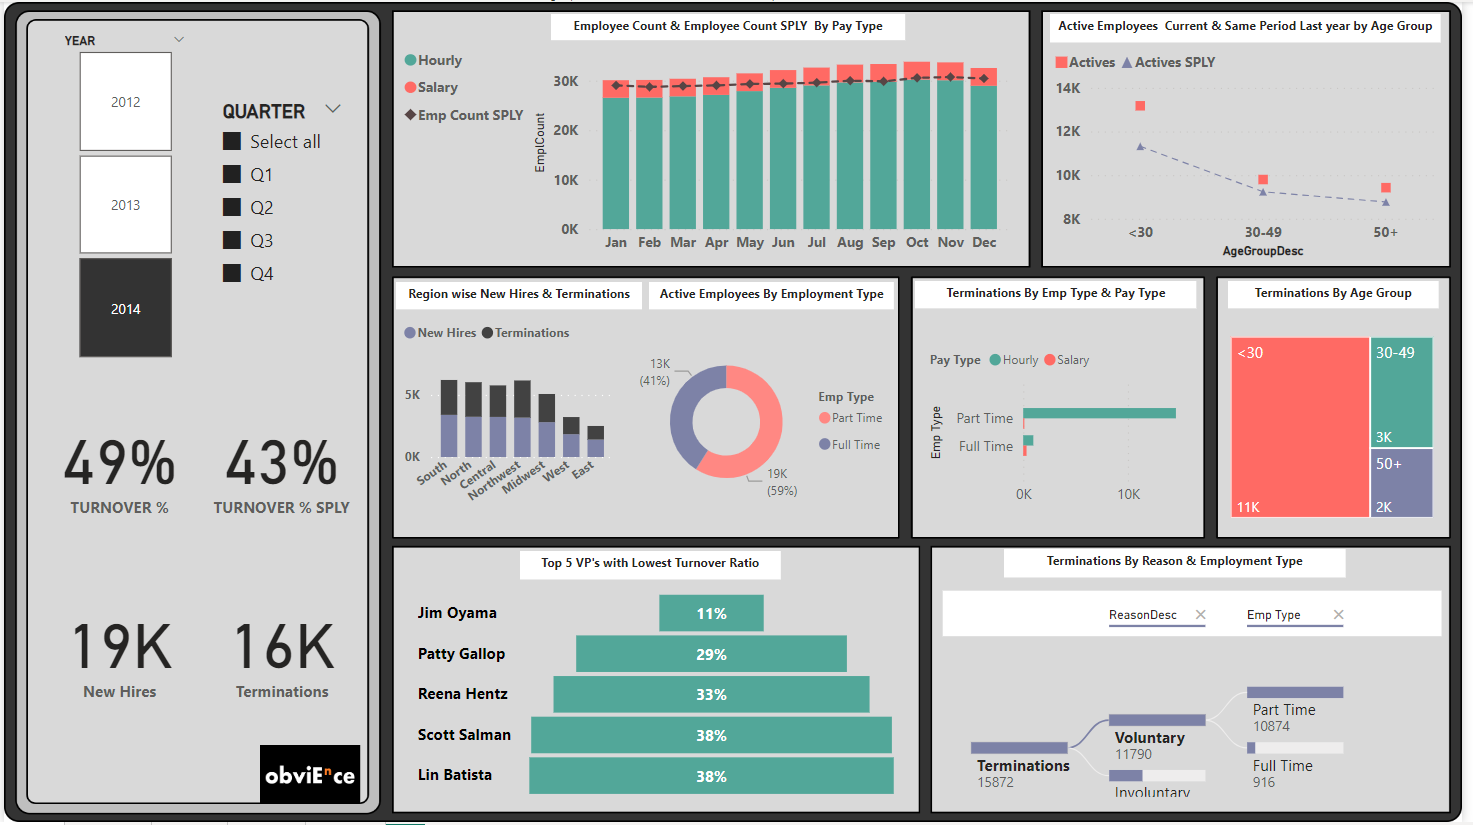 YEAR
2012
2013
2014
QUARTER
Select all
Q1
Q2
Q3
Q4
49%
TURNOVER %
43%
TURNOVER % SPLY
19K
New Hires
16K
Terminations
obviEnce
Employee Count & Employee Count SPLY By Pay Type
Hourly
Salary
Emp Count SPLY
EmplCount
30K
20K
10K
0K
Jan Feb Mar Apr May Jun Jul Aug Sep Oct Nov Dec
Active Employees Current & Same Period Last year by Age Group
Actives Actives SPLY
14K
12K
10K
8K
<30 30-49 50+
AgeGroupDesc
Region wise New Hires & Terminations
New Hires Terminations
5K
0K
South North Central Northwest Midwest West East
Active Employees By Employment Type
13K
(41%)
19K
(59%)
Emp Type
Part Time
Full Time
Terminations By Emp Type & Pay Type
Pay Type Hourly Salary
Emp Type
Part Time
Full Time
0K 10K
Terminations By Age Group
<30
11K
30-49
3K
50+
2K
Top 5 VP's with Lowest Turnover Ratio
Jim Oyama 11%
Patty Gallop 29%
Reena Hentz 33%
Scott Salman 38%
Lin Batista 38%
Terminations By Reason & Employment Type
ReasonDesc Emp Type
Terminations
15872
Voluntary
11790
Involuntary
Part Time
10874
Full Time
916